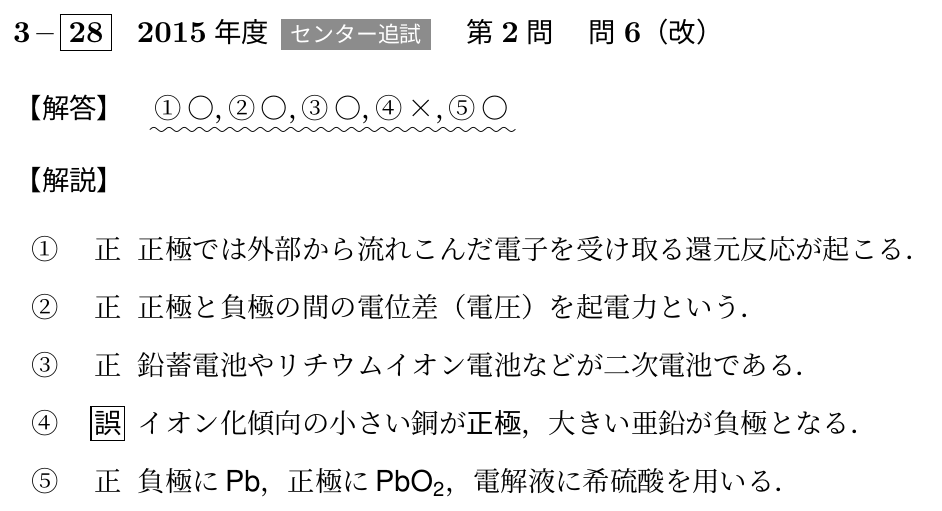 3－28 2015 年度 センター追試 第 2 問 問 6（改）
【解答】 ① ○, ② ○, ③ ○, ④ ×, ⑤ ○
【解説】
① 正 正極では外部から流れこんだ電子を受け取る還元反応が起こる．
② 正 正極と負極の間の電位差（電圧）を起電力という．
③ 正 鉛蓄電池やリチウムイオン電池などが二次電池である．
④ 誤 イオン化傾向の小さい銅が正極，大きい亜鉛が負極となる．
⑤ 正 負極に Pb，正極に PbO₂，電解液に希硫酸を用いる．